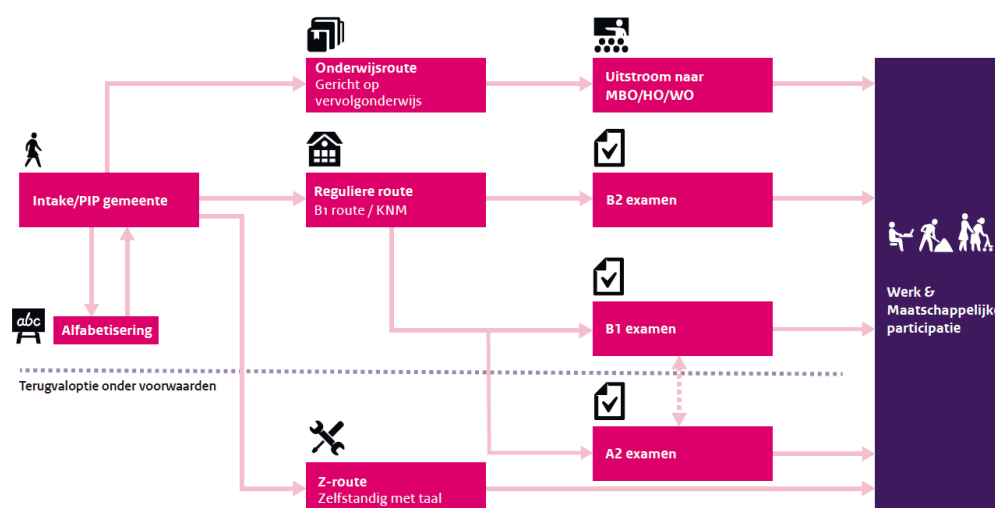 Onderwijsroute
Gericht op
vervolgonderwijs
Uitstroom naar
MBO/HO/WO
Intake/PIP gemeente
Reguliere route
B1 route / KNM
B2 examen
abc
Alfabetisering
B1 examen
Werk &
Maatschappelijke
participatie
Terugvaloptie onder voorwaarden
A2 examen
Z-route
Zelfstandig met taal